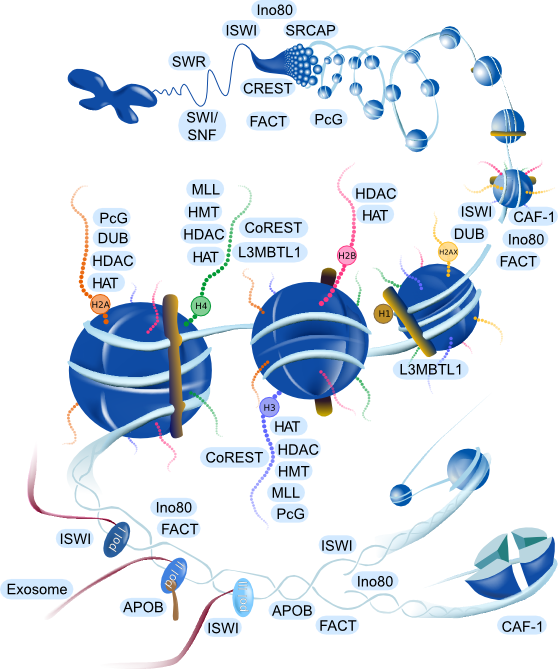 Ino80
ISWI
SRCAP
SWR
CREST
SWI/
SNF
FACT
PcG
MLL
HMT
HDAC
HAT
PcG
DUB
HDAC
HAT
CoREST
L3MBTL1
HDAC
HAT
ISWI
DUB
CAF-1
Ino80
FACT
H2A
H4
H2B
H2AX
H1
L3MBTL1
H3
HAT
CoREST
HDAC
HMT
MLL
PcG
Ino80
FACT
ISWI
pol I
pol II
pol III
Exosome
APOB
ISWI
APOB
ISWI
Ino80
FACT
CAF-1